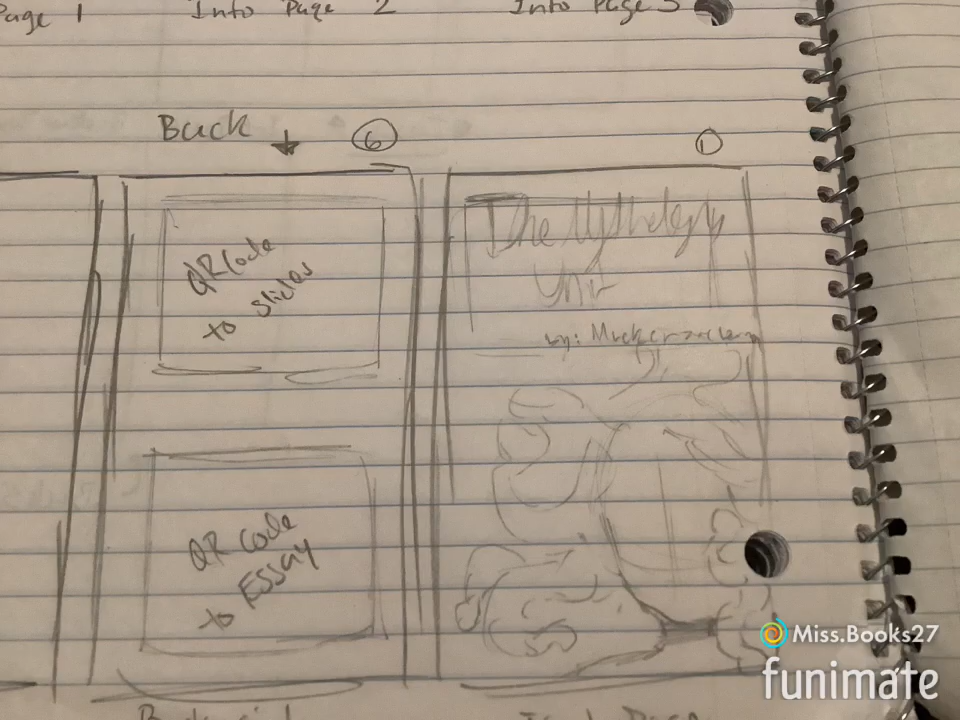 Page 1
Info Page 2
Info Page 3
Back
6
1
QR Code
to slides
The Mythology
Unit
by:
QR Code
to Essay
Miss.Books27
funimate